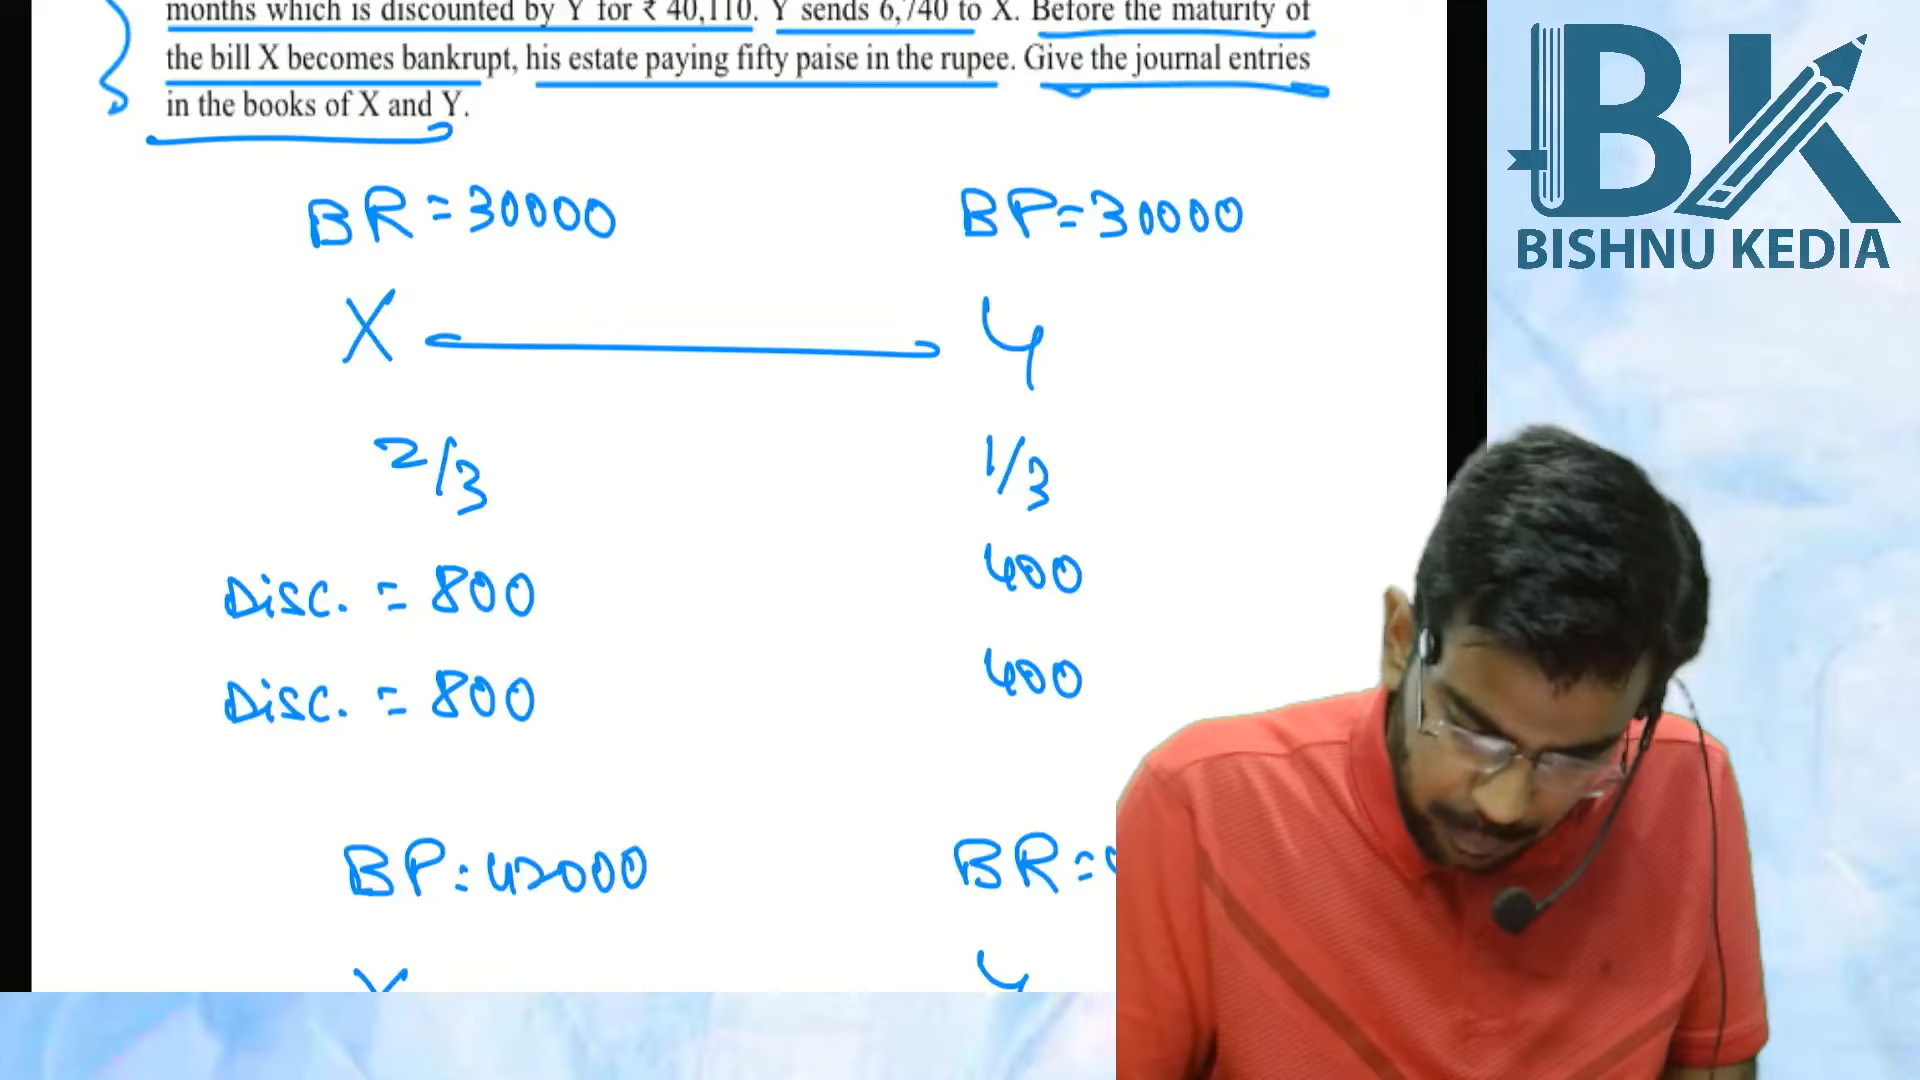 months which is discounted by Y for ₹ 40,110. Y sends 6,740 to X. Before the maturity of
the bill X becomes bankrupt, his estate paying fifty paise in the rupee. Give the journal entries
in the books of X and Y.
BK
BISHNU KEDIA
BR = 30000 BP = 30000
X Y
2/3 1/3
Disc. = 800 400
Disc. = 800 400
BP = 42000 BR =
X Y